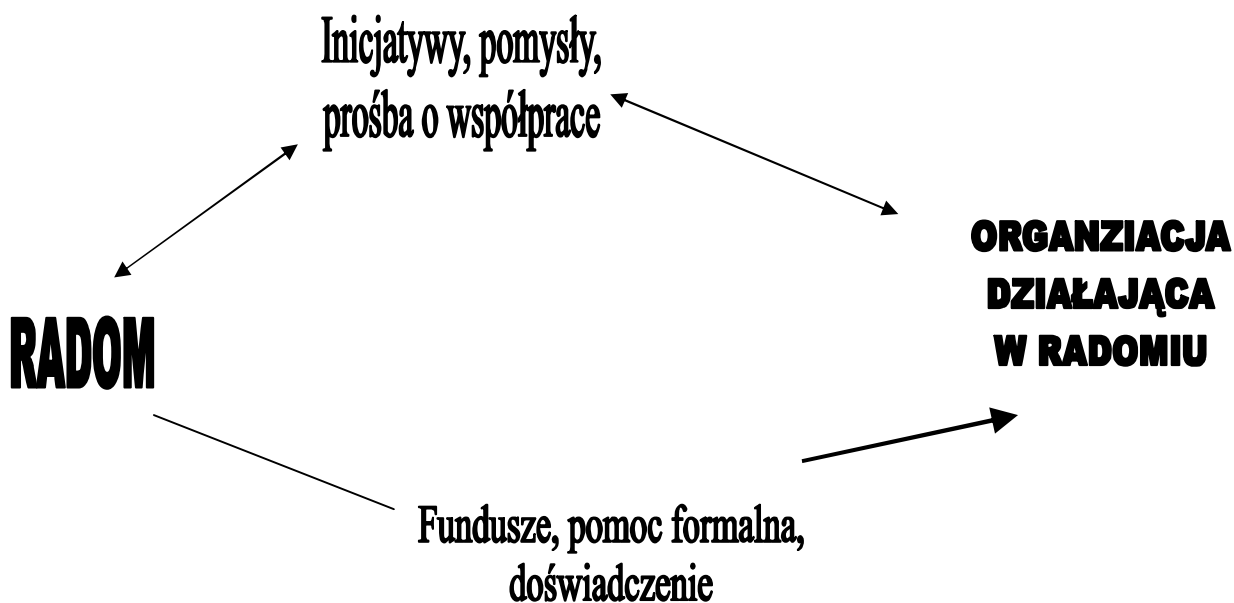 Inicjatywy, pomysły,
prośba o współprace
ORGANZIACJA
DZIAŁAJĄCA
W RADOMIU
RADOM
Fundusze, pomoc formalna,
doświadczenie